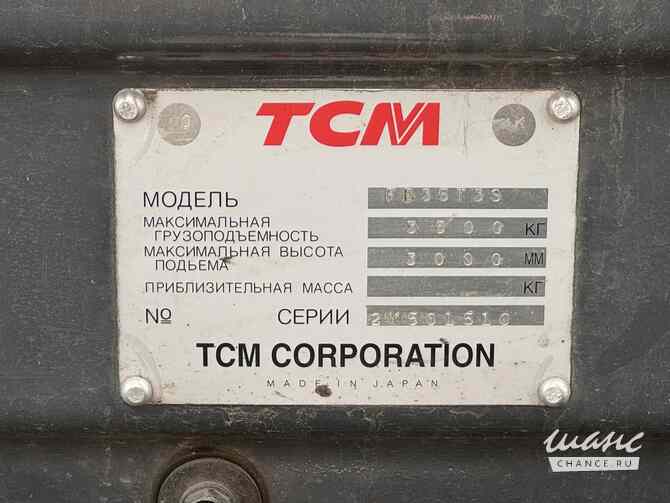 TCM
МОДЕЛЬ FD35T3S
МАКСИМАЛЬНАЯ
ГРУЗОПОДЪЕМНОСТЬ 3500 КГ
МАКСИМАЛЬНАЯ ВЫСОТА
ПОДЬЕМА 3000 ММ
ПРИБЛИЗИТЕЛЬНАЯ МАССА КГ
№ СЕРИИ
TCM CORPORATION
MADE IN JAPAN
шанс
CHANCE.RU